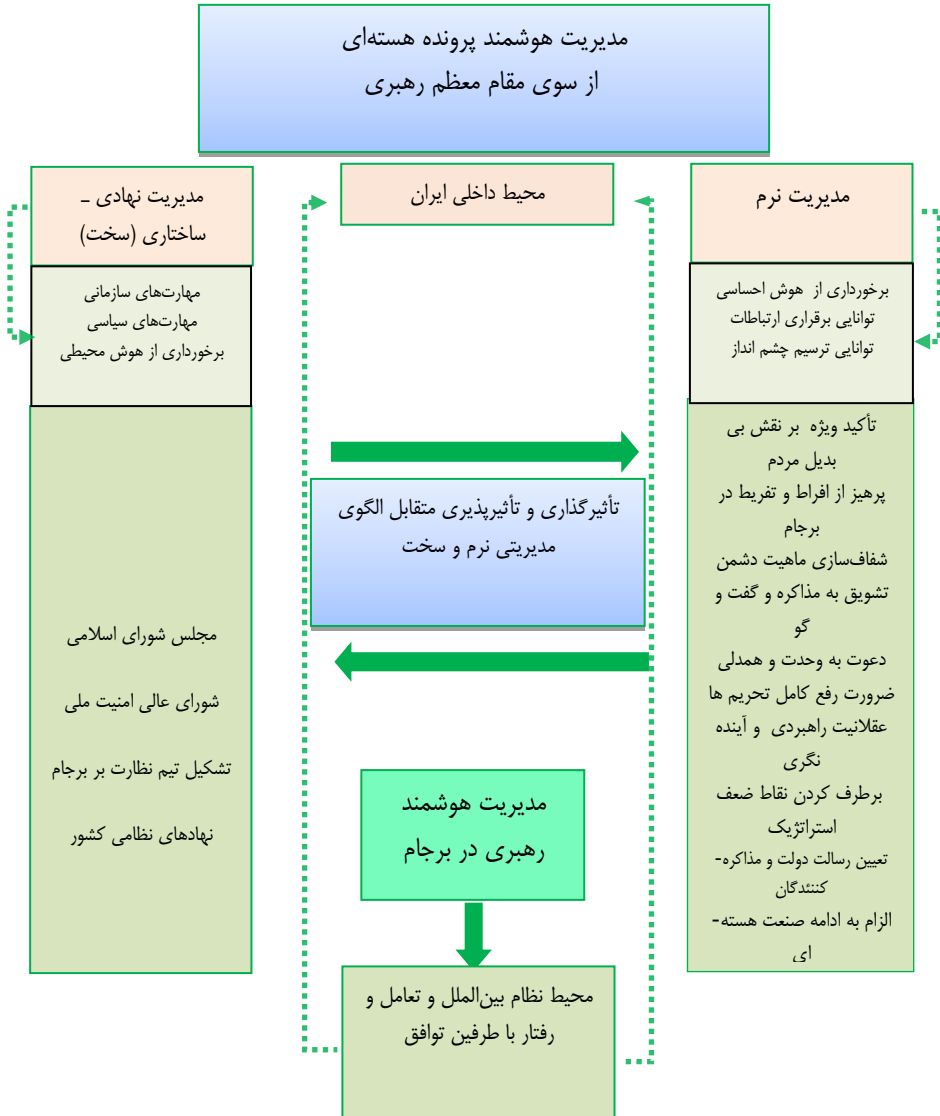 مدیریت هوشمند پرونده هسته‌ای
از سوی مقام معظم رهبری
مدیریت نرم
برخورداری از هوش احساسی
توانایی برقراری ارتباطات
توانایی ترسیم چشم انداز
تأکید ویژه بر نقش بی
بدیل مردم
پرهیز از افراط و تفریط در
برجام
شفاف‌سازی ماهیت دشمن
تشویق به مذاکره و گفت و
گو
دعوت به وحدت و همدلی
ضرورت رفع کامل تحریم ها
عقلانیت راهبردی و آینده
نگری
برطرف کردن نقاط ضعف
استراتژیک
تعیین رسالت دولت و مذاکره-
کنندگان
الزام به ادامه صنعت هسته-
ای
محیط داخلی ایران
تأثیرگذاری و تأثیرپذیری متقابل الگوی
مدیریتی نرم و سخت
مدیریت هوشمند
رهبری در برجام
محیط نظام بین‌الملل و تعامل و
رفتار با طرفین توافق
مدیریت نهادی –
ساختاری (سخت)
مهارت‌های سازمانی
مهارت‌های سیاسی
برخورداری از هوش محیطی
مجلس شورای اسلامی
شورای عالی امنیت ملی
تشکیل تیم نظارت بر برجام
نهادهای نظامی کشور